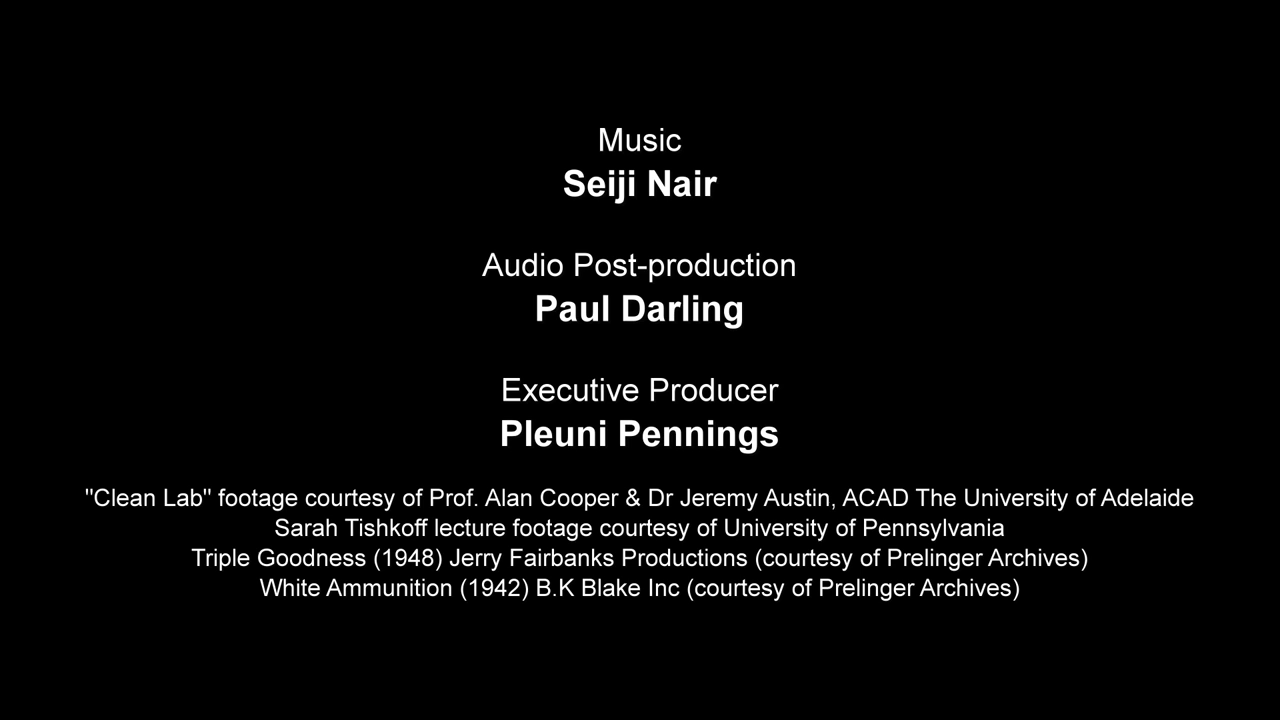 Music
Seiji Nair
Audio Post-production
Paul Darling
Executive Producer
Pleuni Pennings
"Clean Lab" footage courtesy of Prof. Alan Cooper & Dr Jeremy Austin, ACAD The University of Adelaide
Sarah Tishkoff lecture footage courtesy of University of Pennsylvania
Triple Goodness (1948) Jerry Fairbanks Productions (courtesy of Prelinger Archives)
White Ammunition (1942) B.K Blake Inc (courtesy of Prelinger Archives)